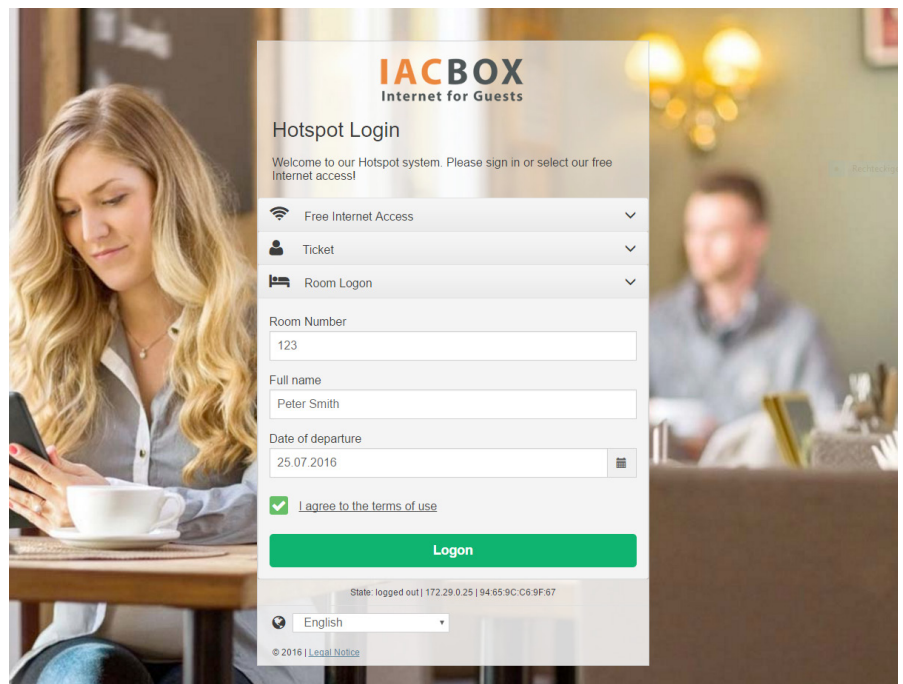 IACBOX
Internet for Guests
Hotspot Login
Welcome to our Hotspot system. Please sign in or select our free
Internet access!
Free Internet Access
Ticket
Room Logon
Room Number
123
Full name
Peter Smith
Date of departure
25.07.2016
I agree to the terms of use
Logon
State: logged out | 172.29.0.25 | 94:65:9C:C6:9F:67
English
© 2016 | Legal Notice